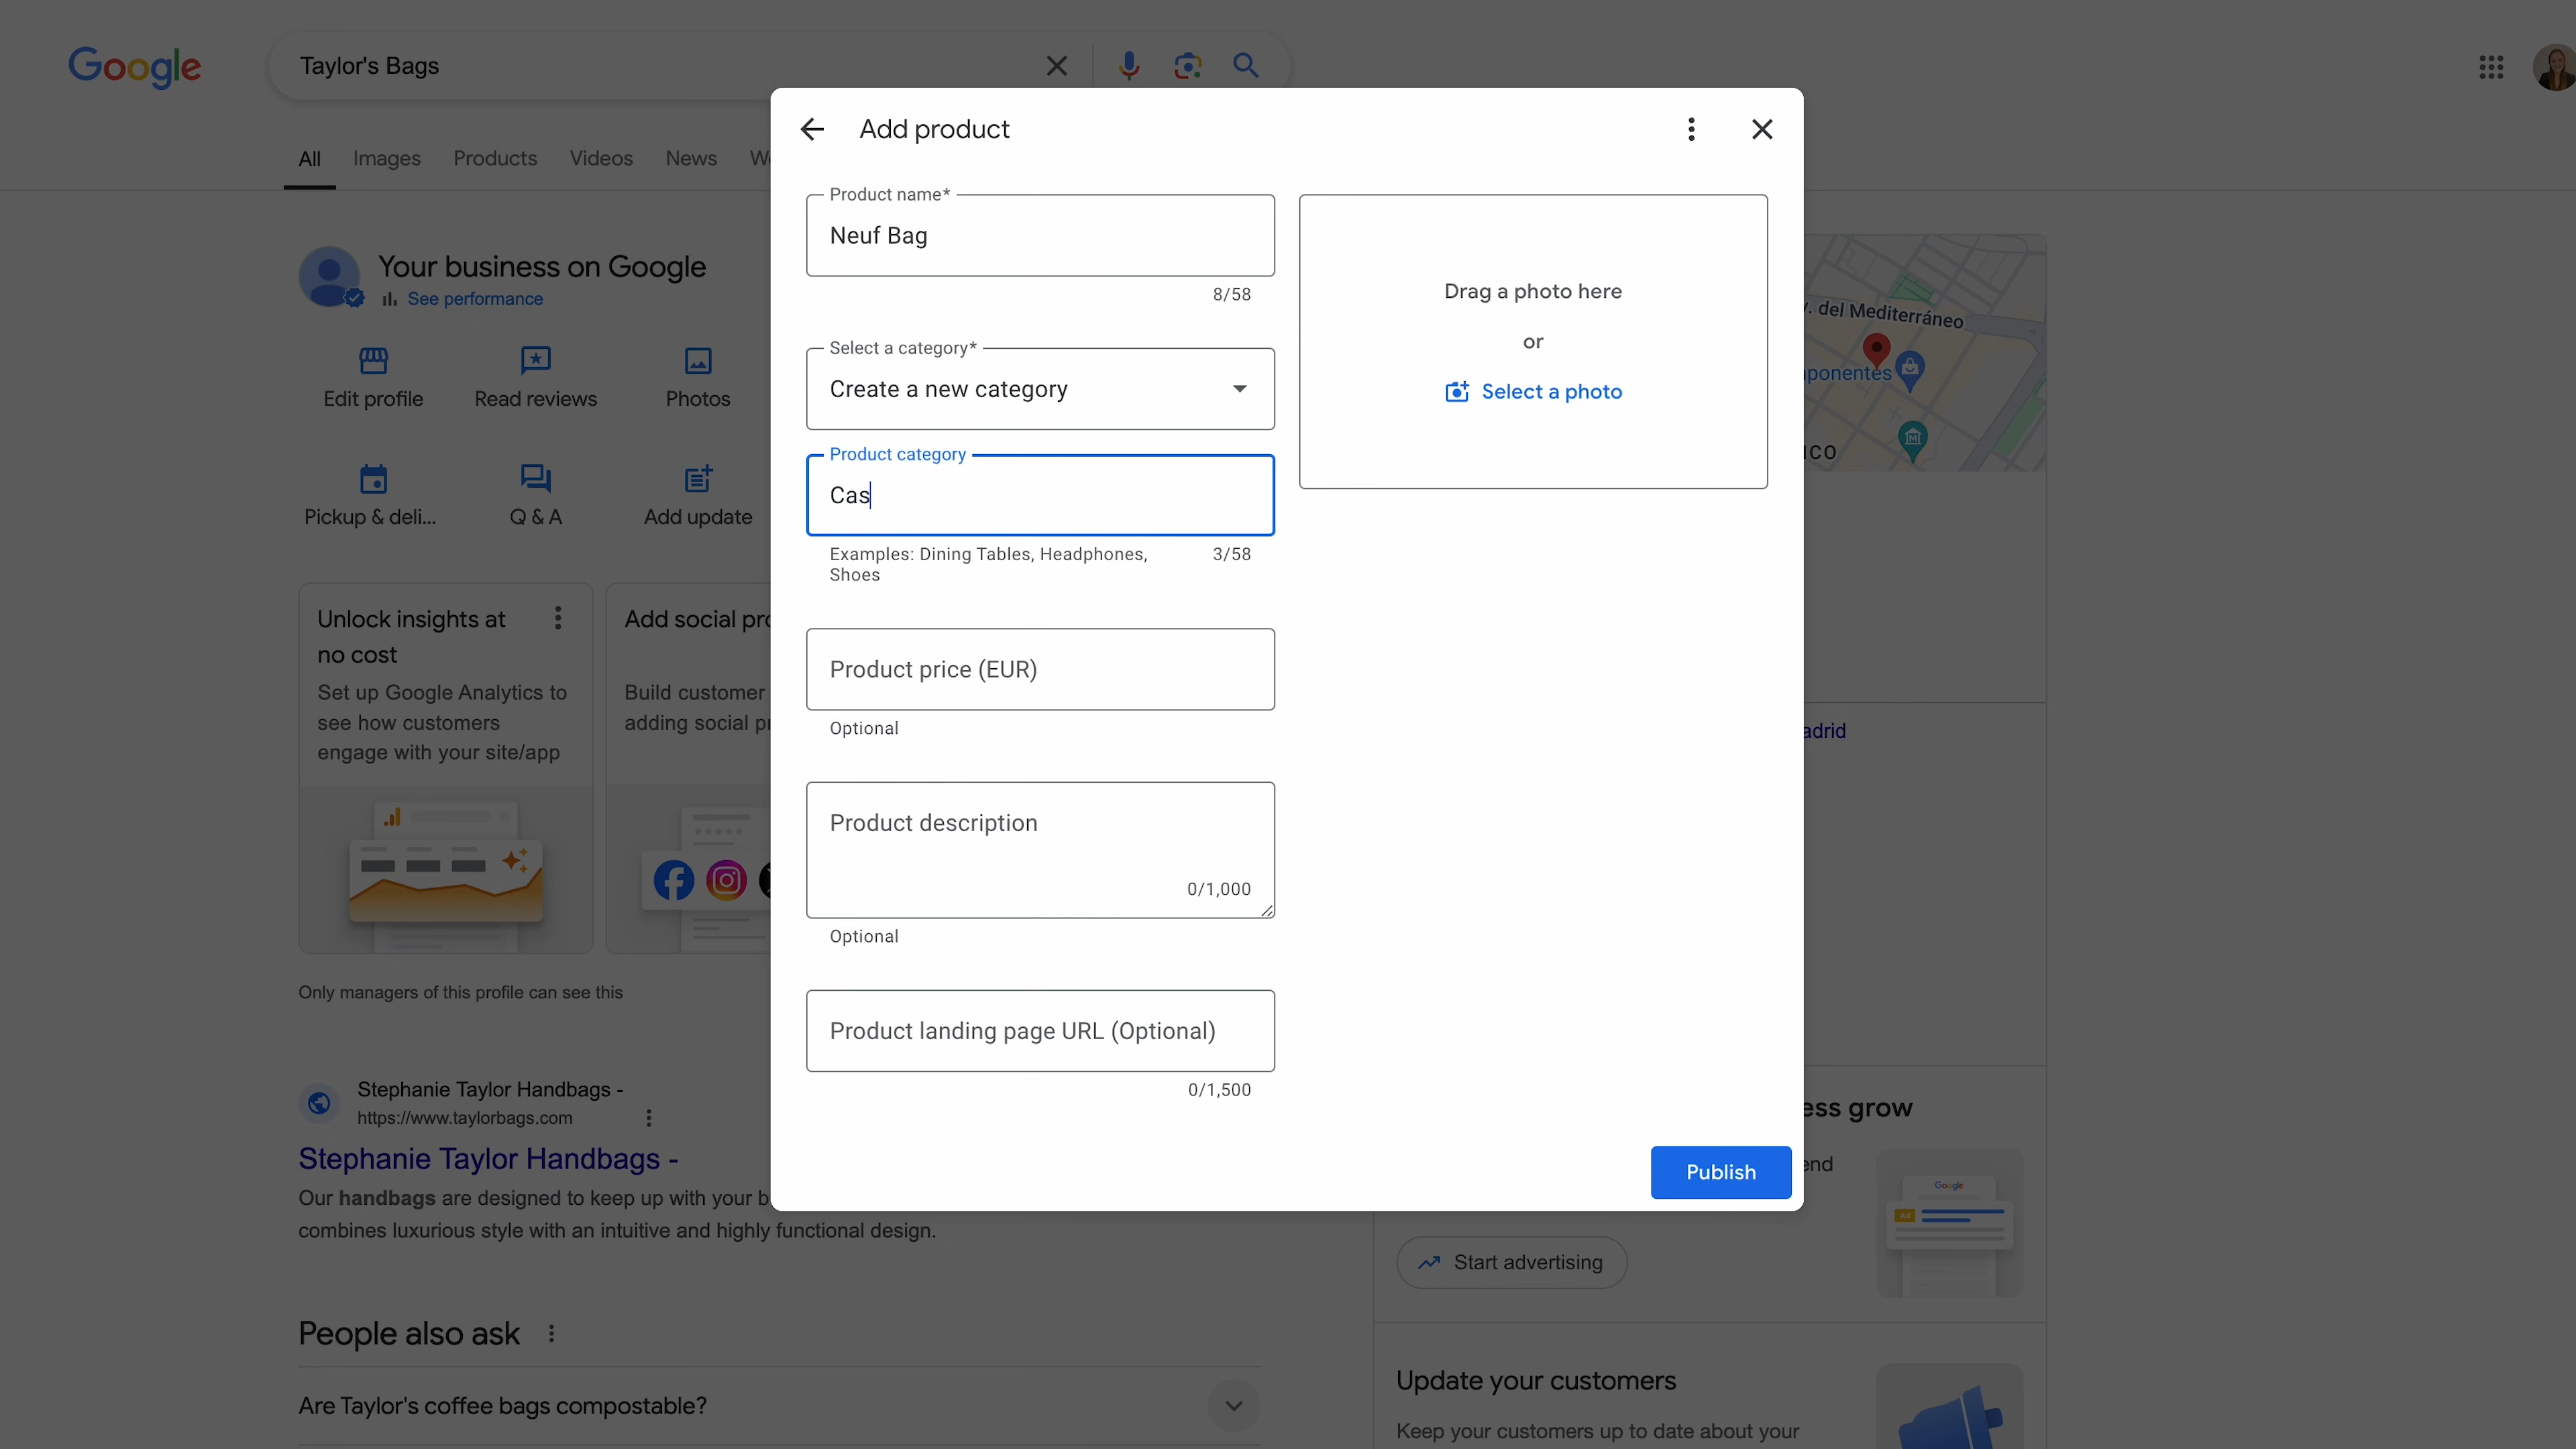 Google
Taylor's Bags
All
Images
Products
Videos
News
Your business on Google
See performance
Edit profile
Read reviews
Photos
Pickup & deli...
Q & A
Add update
Unlock insights at
no cost
Set up Google Analytics to
see how customers
engage with your site/app
Add social
Build customer
adding social
Only managers of this profile can see this
Stephanie Taylor Handbags -
https://www.taylorbags.com
Stephanie Taylor Handbags -
Our handbags are designed to keep up with your
combines luxurious style with an intuitive and highly functional design.
People also ask
Are Taylor's coffee bags compostable?
Add product
Product name*
Neuf Bag
8/58
Select a category*
Create a new category
Product category
Cas
Examples: Dining Tables, Headphones,
Shoes
3/58
Product price (EUR)
Optional
Product description
0/1,000
Optional
Product landing page URL (Optional)
0/1,500
Drag a photo here
or
Select a photo
Publish
del Mediterráneo
M
Google
Ad
Start advertising
grow
Update your customers
Keep your customers up to date about your